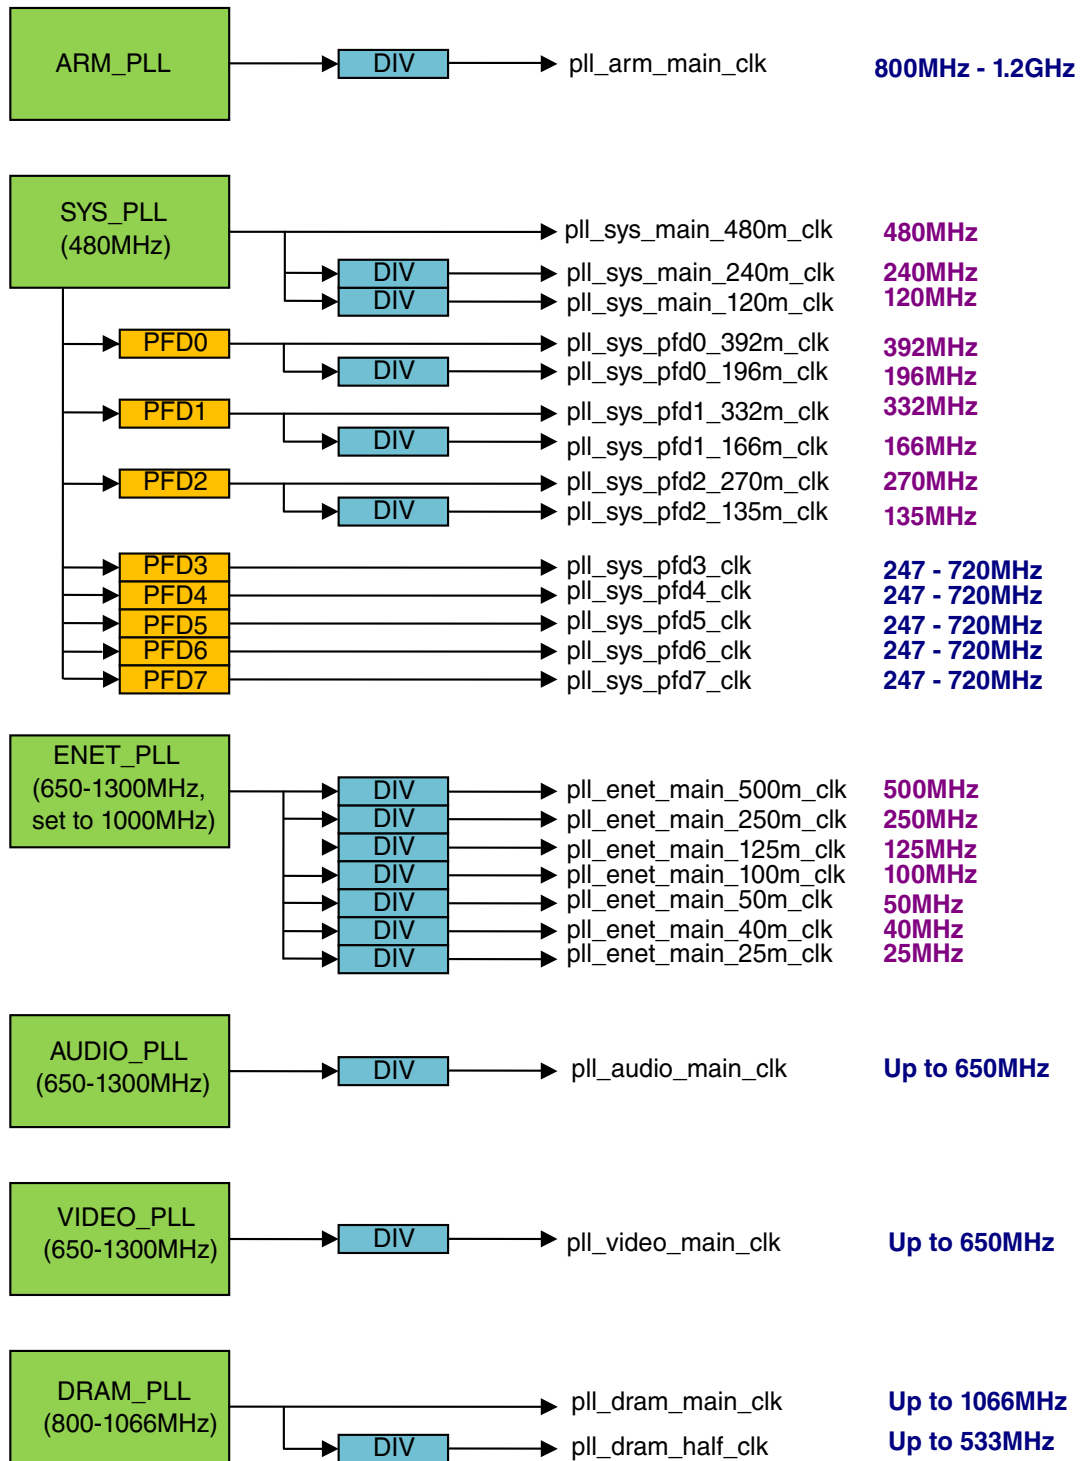 ARM_PLL DIV pll_arm_main_clk 800MHz - 1.2GHz
SYS_PLL
(480MHz)
pll_sys_main_480m_clk 480MHz
DIV pll_sys_main_240m_clk 240MHz
DIV pll_sys_main_120m_clk 120MHz
PFD0 pll_sys_pfd0_392m_clk 392MHz
DIV pll_sys_pfd0_196m_clk 196MHz
PFD1 pll_sys_pfd1_332m_clk 332MHz
DIV pll_sys_pfd1_166m_clk 166MHz
PFD2 pll_sys_pfd2_270m_clk 270MHz
DIV pll_sys_pfd2_135m_clk 135MHz
PFD3 pll_sys_pfd3_clk 247 - 720MHz
PFD4 pll_sys_pfd4_clk 247 - 720MHz
PFD5 pll_sys_pfd5_clk 247 - 720MHz
PFD6 pll_sys_pfd6_clk 247 - 720MHz
PFD7 pll_sys_pfd7_clk 247 - 720MHz
ENET_PLL
(650-1300MHz,
set to 1000MHz)
DIV pll_enet_main_500m_clk 500MHz
DIV pll_enet_main_250m_clk 250MHz
DIV pll_enet_main_125m_clk 125MHz
DIV pll_enet_main_100m_clk 100MHz
DIV pll_enet_main_50m_clk 50MHz
DIV pll_enet_main_40m_clk 40MHz
DIV pll_enet_main_25m_clk 25MHz
AUDIO_PLL
(650-1300MHz)
DIV pll_audio_main_clk Up to 650MHz
VIDEO_PLL
(650-1300MHz)
DIV pll_video_main_clk Up to 650MHz
DRAM_PLL
(800-1066MHz)
pll_dram_main_clk Up to 1066MHz
DIV pll_dram_half_clk Up to 533MHz